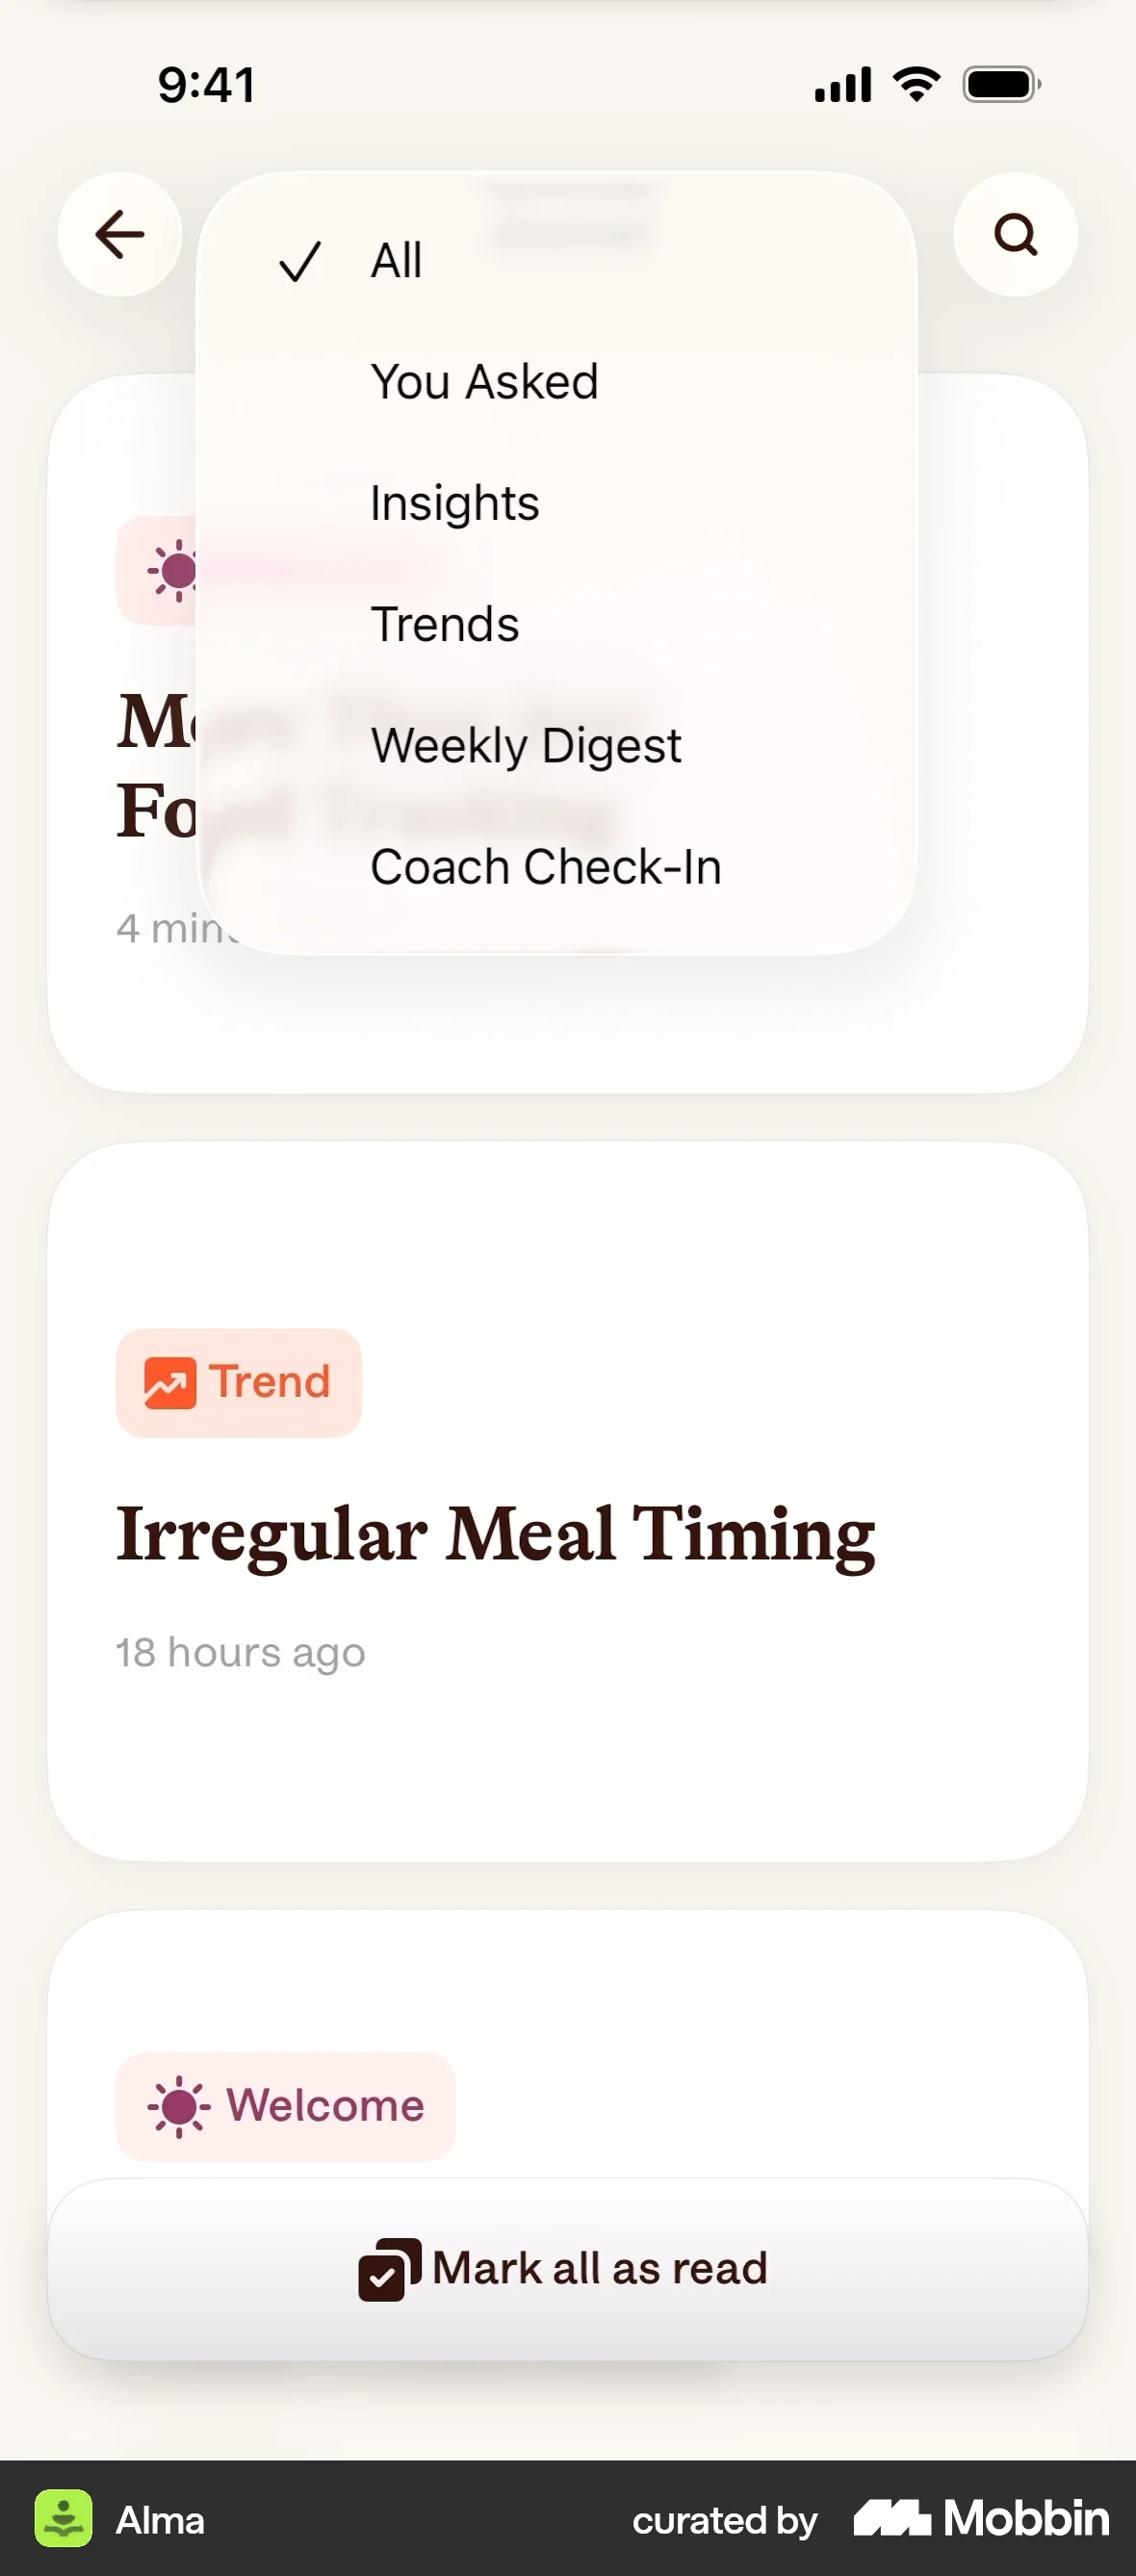 9:41
All
You Asked
Insights
Trends
Weekly Digest
Coach Check-In
4
Trend
Irregular Meal Timing
18 hours ago
Welcome
Mark all as read
Alma
curated by Mobbin